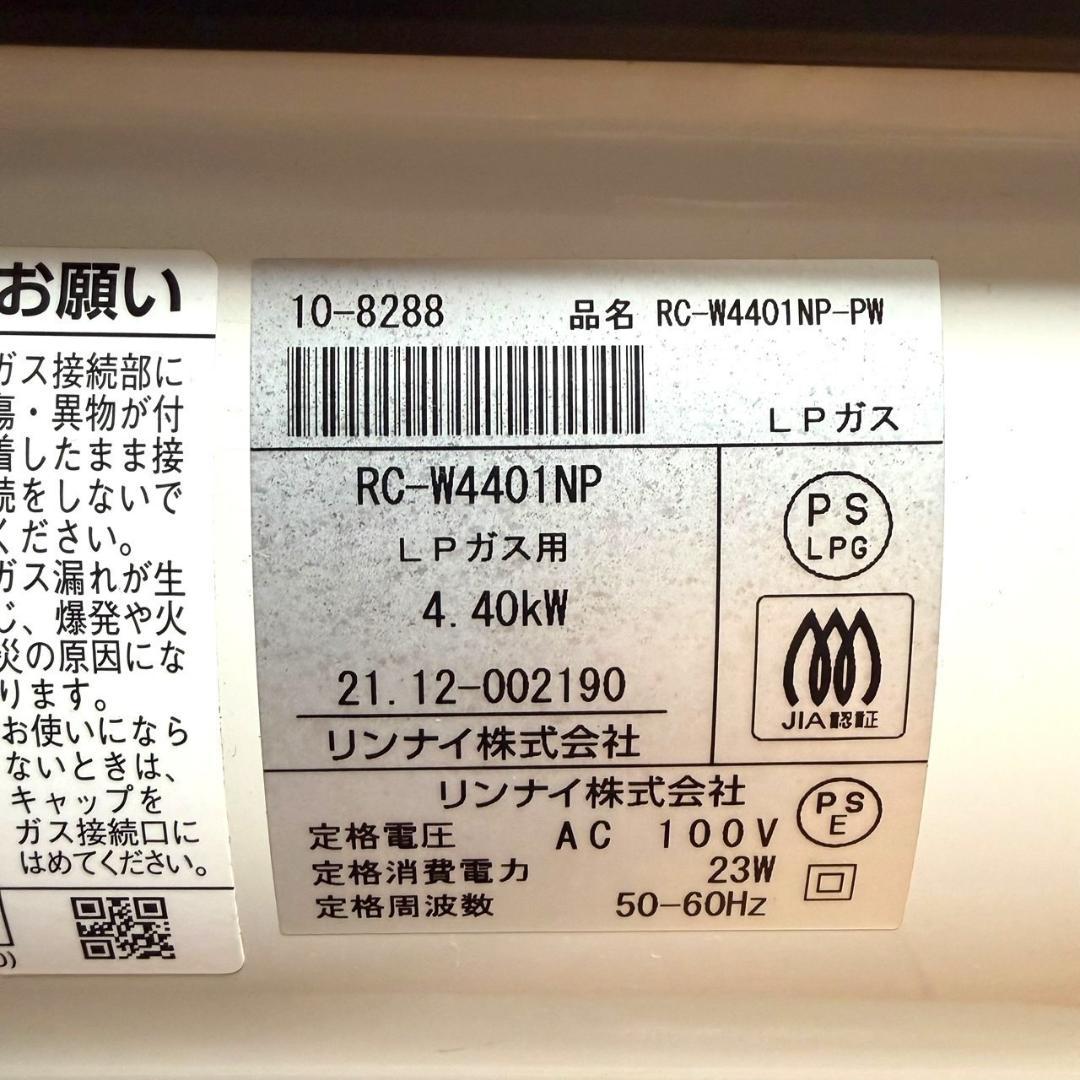 お願い
ガス接続部に
傷・異物が付
着したまま接
続をしないで
ください。
ガス漏れが生
じ、爆発や火
災の原因にな
ります。
お使いになら
ないときは、
キャップを
ガス接続口に
はめてください。
10-8288 品名 RC-W4401NP-PW
LPガス
RC-W4401NP
LPガス用
4.40kW
21.12-002190
リンナイ株式会社
PS
LPG
JIA認証
リンナイ株式会社
定格電圧 AC 100V
定格消費電力 23W
定格周波数 50-60Hz
PS
E